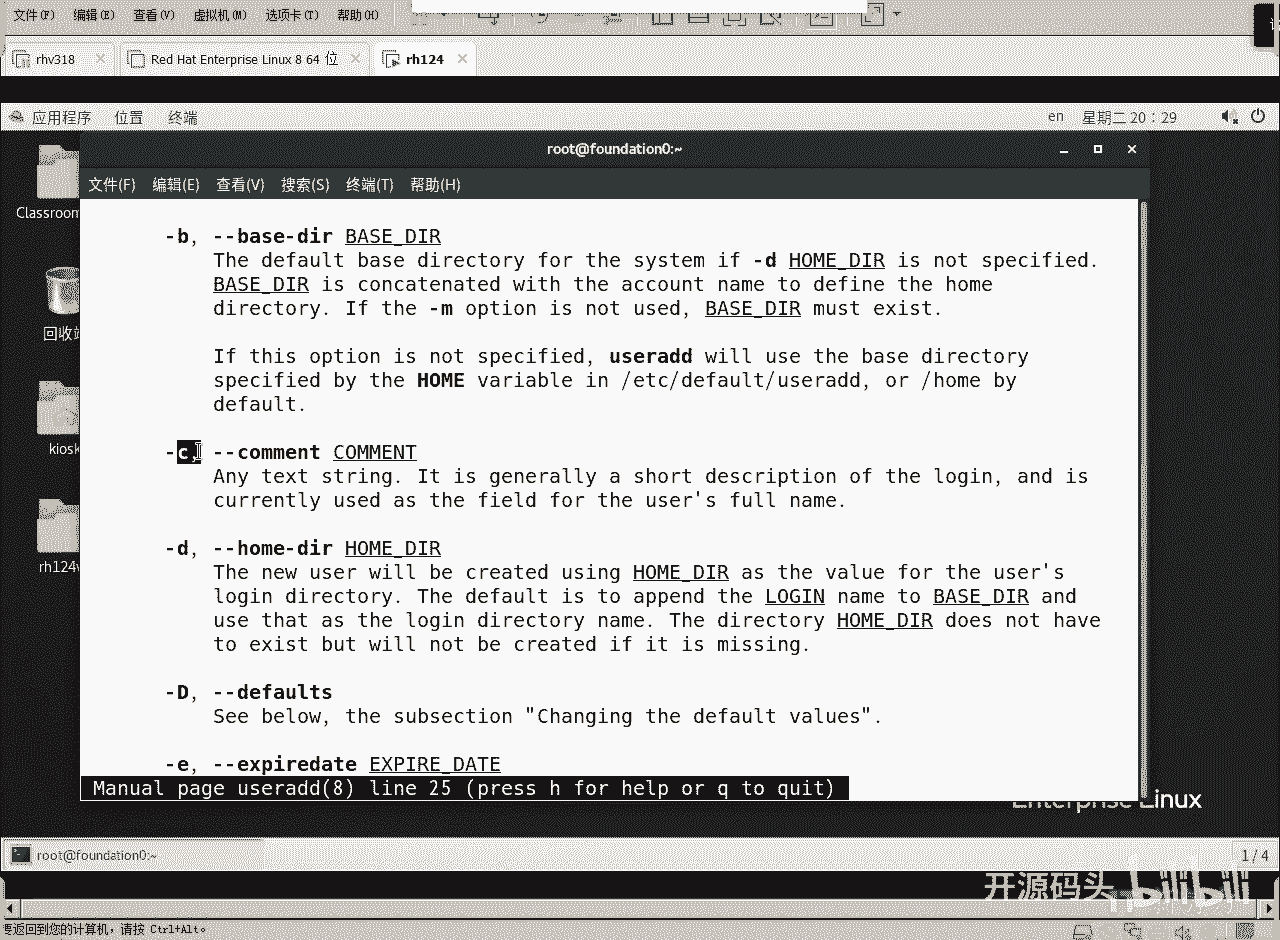 文件(F) 编辑(E) 查看(V) 虚拟机(M) 选项卡(T) 帮助(H)
rhv318 Red Hat Enterprise Linux 8 64 位 rh124
应用程序 位置 终端 en 星期二 20：29
root@foundation0:~
文件(F) 编辑(E) 查看(V) 搜索(S) 终端(T) 帮助(H)
Classroom
回收站
kiosk
rh124
-b, --base-dir BASE_DIR
The default base directory for the system if -d HOME_DIR is not specified.
BASE_DIR is concatenated with the account name to define the home
directory. If the -m option is not used, BASE_DIR must exist.
If this option is not specified, useradd will use the base directory
specified by the HOME variable in /etc/default/useradd, or /home by
default.
-c, --comment COMMENT
Any text string. It is generally a short description of the login, and is
currently used as the field for the user's full name.
-d, --home-dir HOME_DIR
The new user will be created using HOME_DIR as the value for the user's
login directory. The default is to append the LOGIN name to BASE_DIR and
use that as the login directory name. The directory HOME_DIR does not have
to exist but will not be created if it is missing.
-D, --defaults
See below, the subsection "Changing the default values".
-e, --expiredate EXPIRE_DATE
Manual page useradd(8) line 25 (press h for help or q to quit)
Enterprise Linux
root@foundation0:~ 1 / 4
开源码头 bilibili
要返回到您的计算机，请按 Ctrl+Alt。